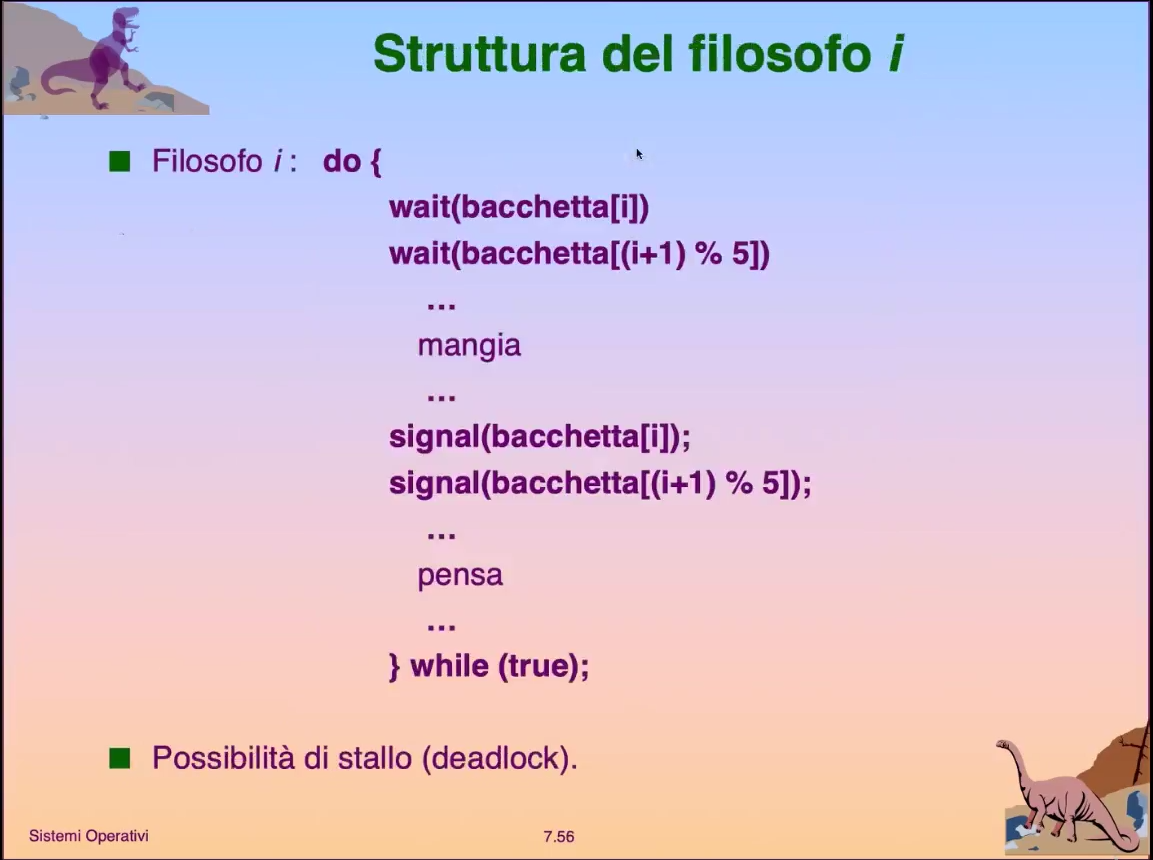 Struttura del filosofo i
Filosofo i : do {
wait(bacchetta[i])
wait(bacchetta[(i+1) % 5])
...
mangia
...
signal(bacchetta[i]);
signal(bacchetta[(i+1) % 5]);
...
pensa
...
} while (true);
Possibilità di stallo (deadlock).
Sistemi Operativi
7.56